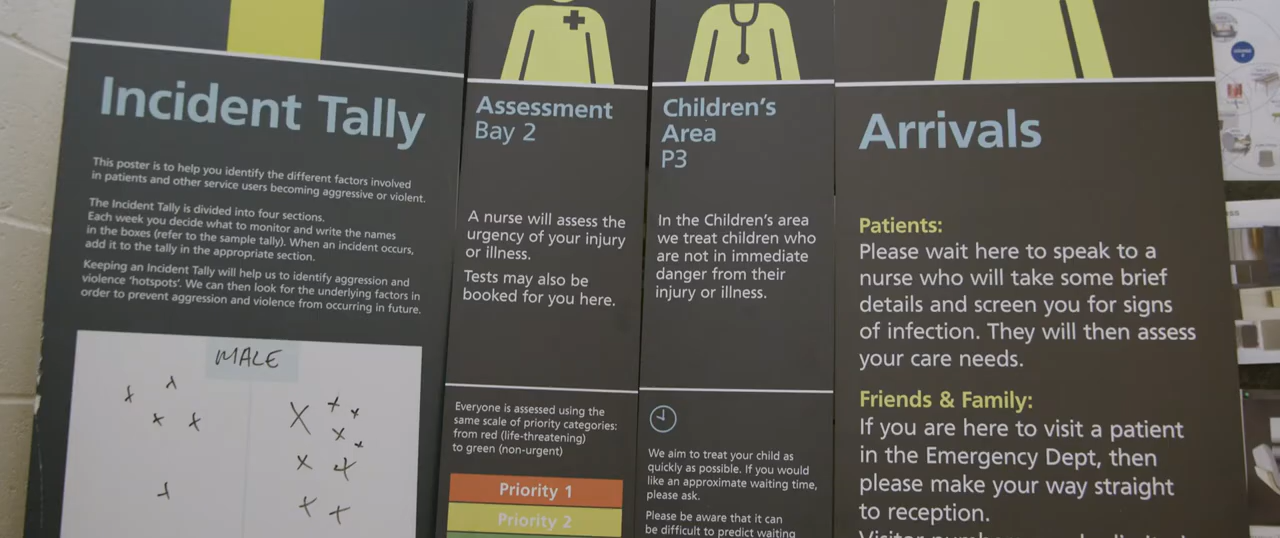 Incident Tally
This poster is to help you identify the different factors involved
in patients and other service users becoming aggressive or violent.
The Incident Tally is divided into four sections.
Each week you decide what to monitor and write the names
in the boxes (refer to the sample tally). When an incident occurs,
add it to the tally in the appropriate section.
Keeping an Incident Tally will help us to identify aggression and
violence ‘hotspots’. We can then look for the underlying factors in
order to prevent aggression and violence from occurring in future.
MALE
Assessment
Bay 2
A nurse will assess the
urgency of your injury
or illness.
Tests may also be
booked for you here.
Everyone is assessed using the
same scale of priority categories:
from red (life-threatening)
to green (non-urgent)
Priority 1
Priority 2
Children’s
Area
P3
In the Children’s area
we treat children who
are not in immediate
danger from their
injury or illness.
We aim to treat your child as
quickly as possible. If you would
like an approximate waiting time,
please ask.
Please be aware that it can
be difficult to predict waiting
Arrivals
Patients:
Please wait here to speak to a
nurse who will take some brief
details and screen you for signs
of infection. They will then assess
your care needs.
Friends & Family:
If you are here to visit a patient
in the Emergency Dept, then
please make your way straight
to reception.